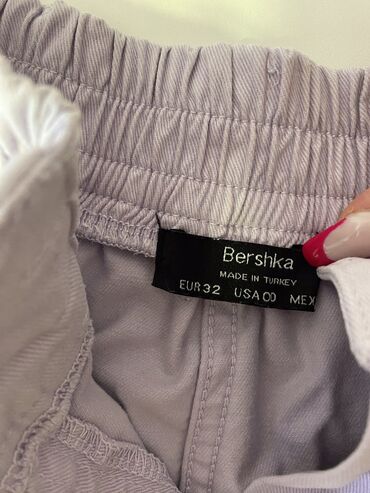 Bershka
MADE IN TURKEY
EUR 32 USA 00 MEX